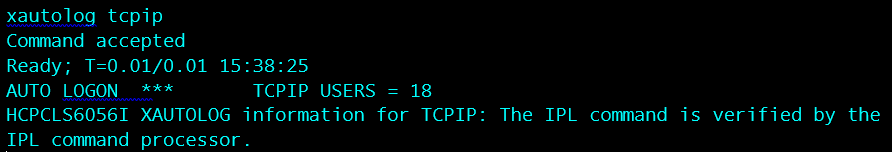 xautolog tcpip
Command accepted
Ready; T=0.01/0.01 15:38:25
AUTO LOGON  ***       TCPIP USERS = 18
HCPCLS6056I XAUTOLOG information for TCPIP: The IPL command is verified by the
IPL command processor.